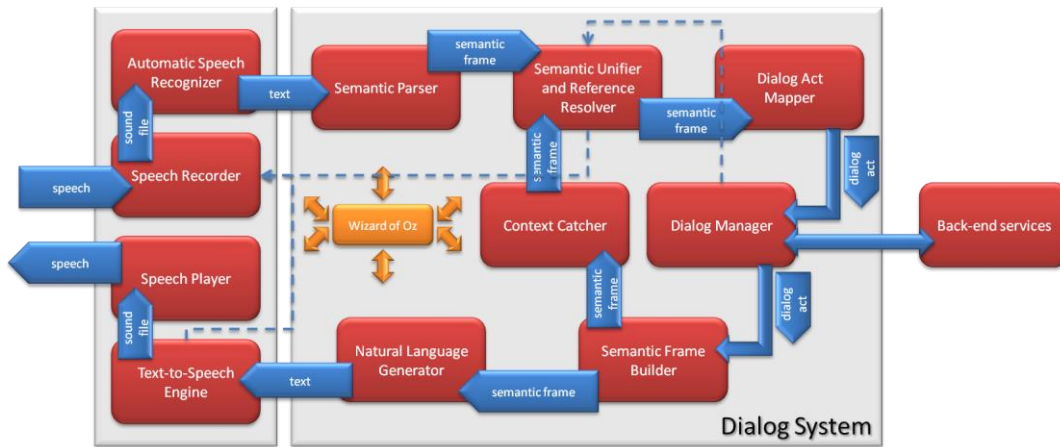 Automatic Speech
Recognizer
sound
file
Speech Recorder
speech
speech
Speech Player
sound
file
Text-to-Speech
Engine
text
Semantic Parser
semantic
frame
Semantic Unifier
and Reference
Resolver
semantic
frame
Dialog Act
Mapper
dialog
act
semantic
frame
Wizard of Oz
Context Catcher
Dialog Manager
Back-end services
semantic
frame
dialog
act
Natural Language
Generator
Semantic Frame
Builder
text
semantic frame
Dialog System